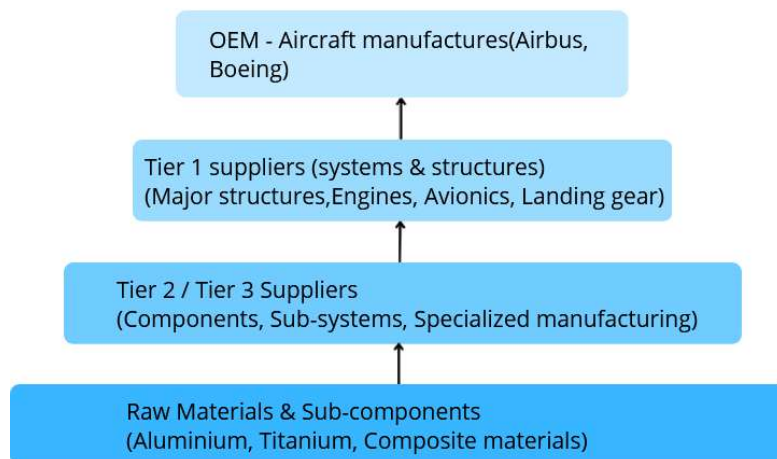 OEM - Aircraft manufactures(Airbus,
Boeing)
Tier 1 suppliers (systems & structures)
(Major structures,Engines, Avionics, Landing gear)
Tier 2 / Tier 3 Suppliers
(Components, Sub-systems, Specialized manufacturing)
Raw Materials & Sub-components
(Aluminium, Titanium, Composite materials)